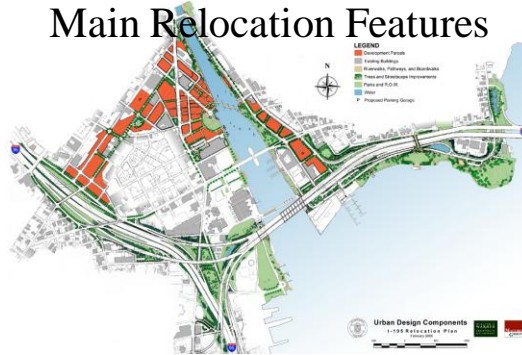 Main Relocation Features
N
LEGEND
Development Parcels
Existing Buildings
Riverwalks, Pathways, and Boardwalks
Trees and Streetscape Improvements
Parks and R.O.W.
Water
P Proposed Parking Garage
Urban Design Components
I-195 Relocation Plan